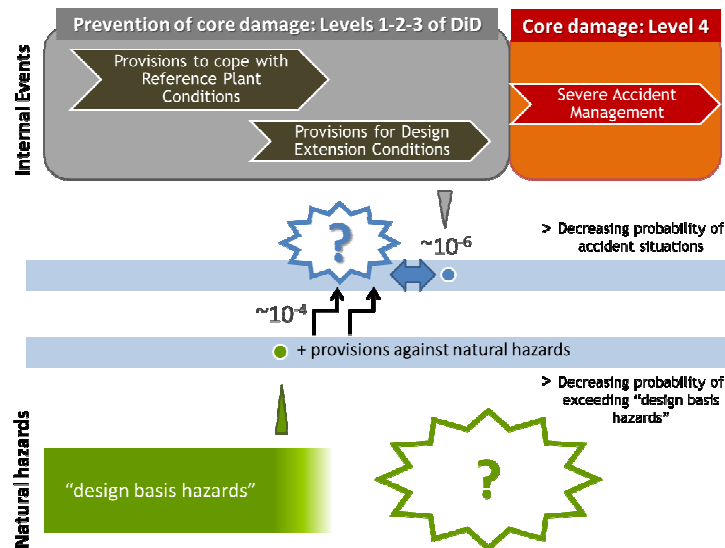 Prevention of core damage: Levels 1-2-3 of DiD
Core damage: Level 4
Internal Events
Provisions to cope with
Reference Plant
Conditions
Severe Accident
Management
Provisions for Design
Extension Conditions
?
~10-6
> Decreasing probability of
accident situations
~10-4
+ provisions against natural hazards
> Decreasing probability of
exceeding “design basis
hazards”
Natural hazards
“design basis hazards”
?